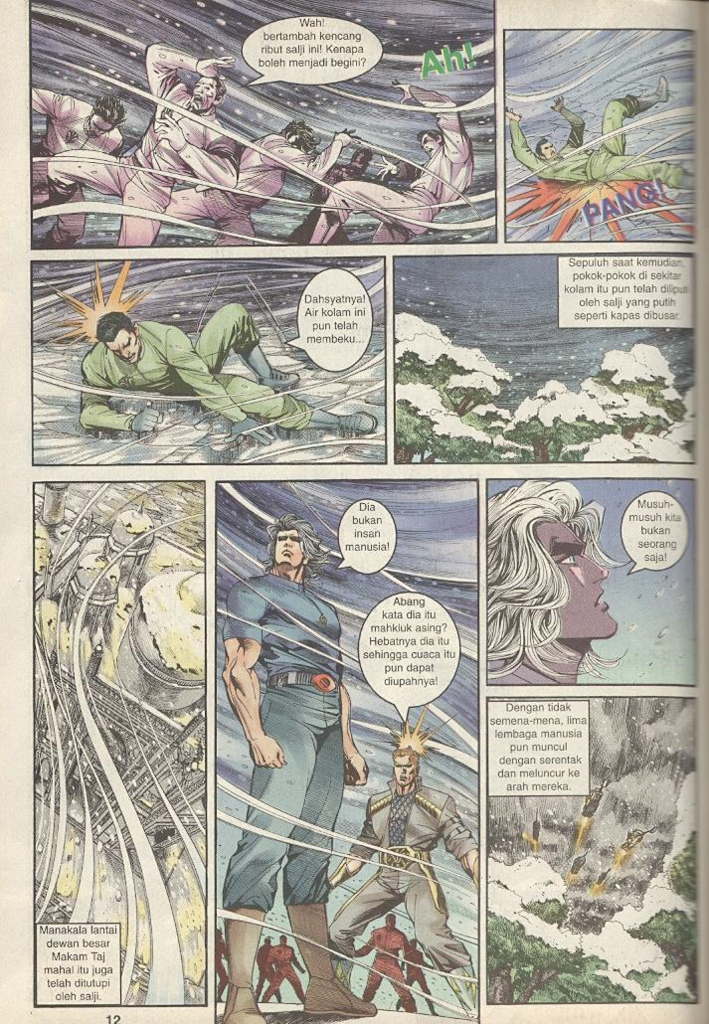 Wah!
bertambah kencang
ribut salji ini! Kenapa
boleh menjadi begini?
Ah!
PANG!
Dahsyatnya!
Air kolam ini
pun telah
membeku...
Sepuluh saat kemudian,
pokok-pokok di sekitar
kolam itu pun telah diliputi
oleh salji yang putih
seperti kapas dibusar.
Manakala lantai
dewan besar
Makam Taj
mahal itu juga
telah ditutupi
oleh salji.
Dia
bukan
insan
manusia!
Abang
kata dia itu
mahkluk asing?
Hebatnya dia itu
sehingga cuaca itu
pun dapat
diupahnya!
Musuh-
musuh kita
bukan
seorang
saja!
Dengan tidak
semena-mena, lima
lembaga manusia
pun muncul
dengan serentak
dan meluncur ke
arah mereka.
12